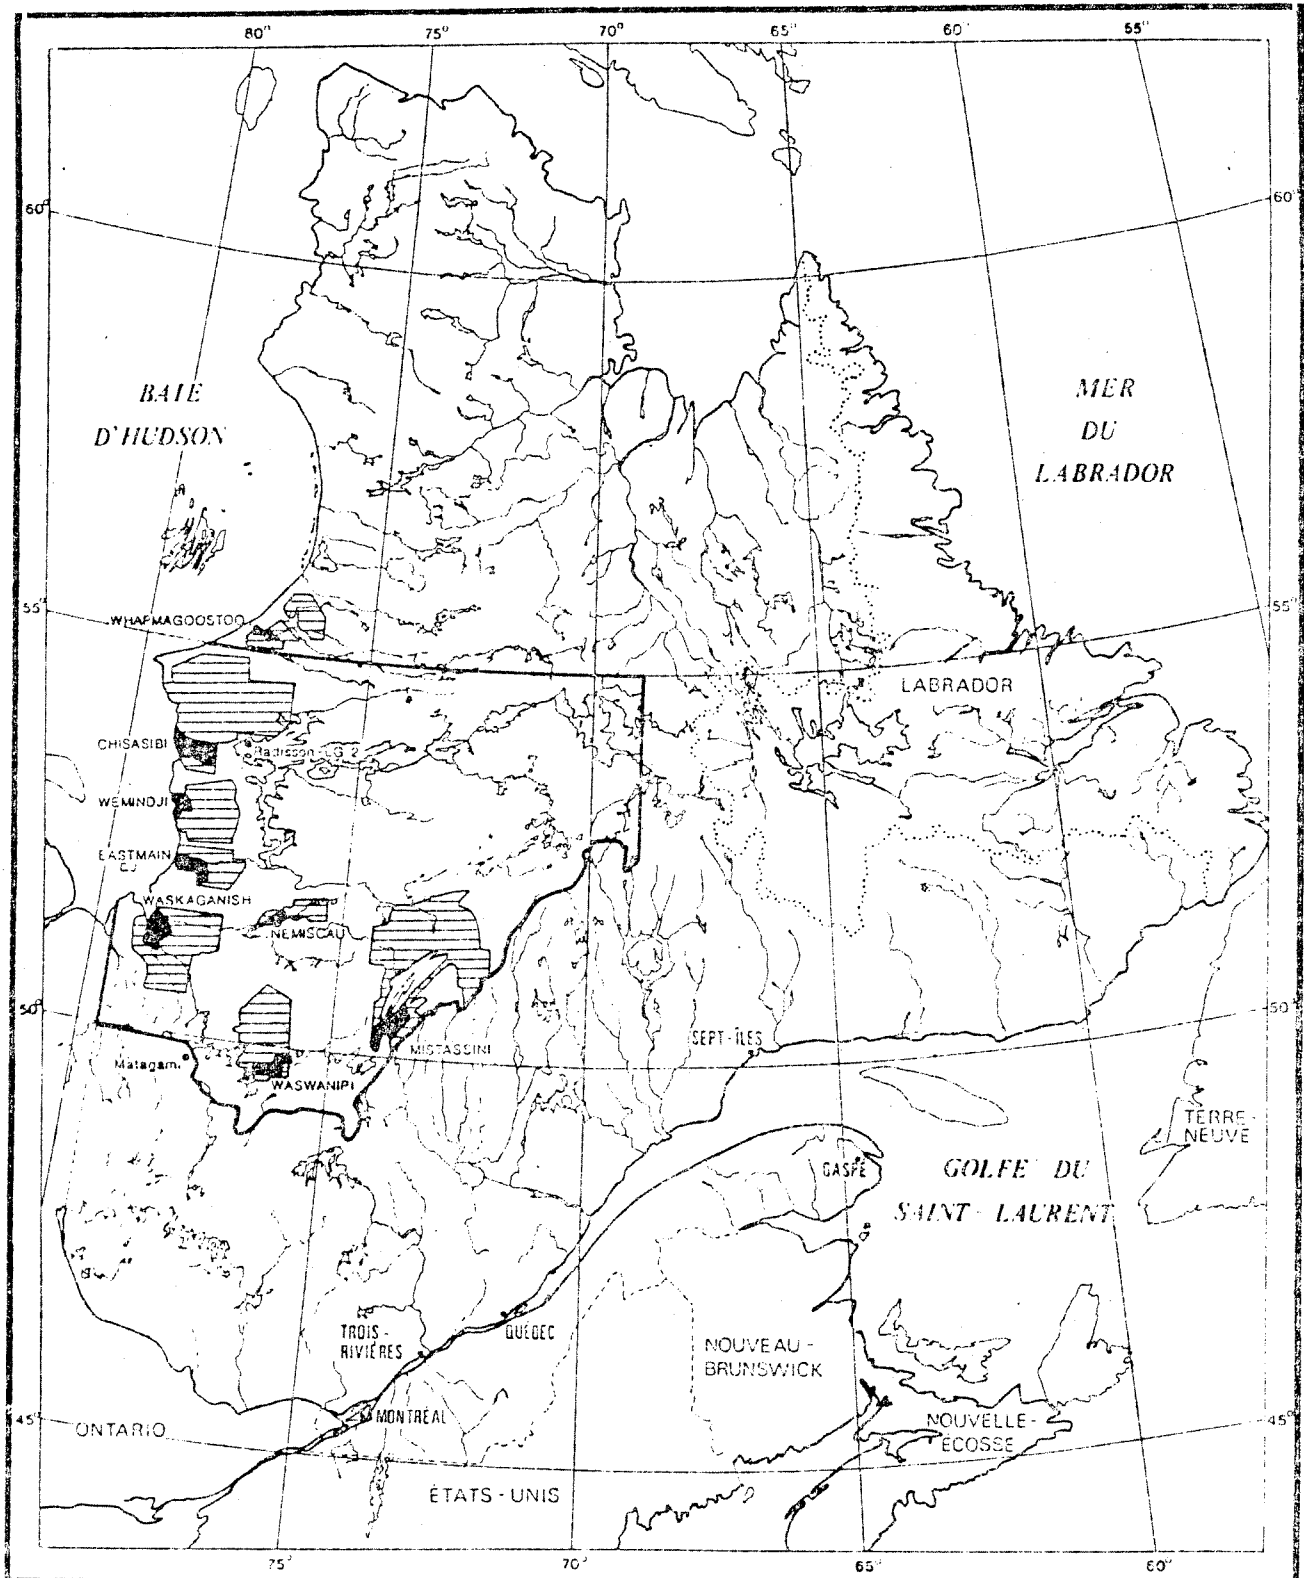 80°
75°
70°
65°
60°
55°
60°
60°
BAIE
D'HUDSON
MER
DU
LABRADOR
55°
55°
WHAPMAGOOSTOO
LABRADOR
CHISASIBI
Radisson-LG 2
WEMINDJI
EASTMAIN
WASKAGANISH
NEMISCAU
50°
50°
SEPT-ÎLES
MISTASSINI
Matagami
WASWANIPI
TERRE-
NEUVE
GASPÉ
GOLFE DU
SAINT-LAURENT
TROIS-
RIVIÈRES
QUÉBEC
NOUVEAU-
BRUNSWICK
MONTRÉAL
45°
45°
ONTARIO
NOUVELLE-
ÉCOSSE
ÉTATS-UNIS
75°
70°
65°
60°